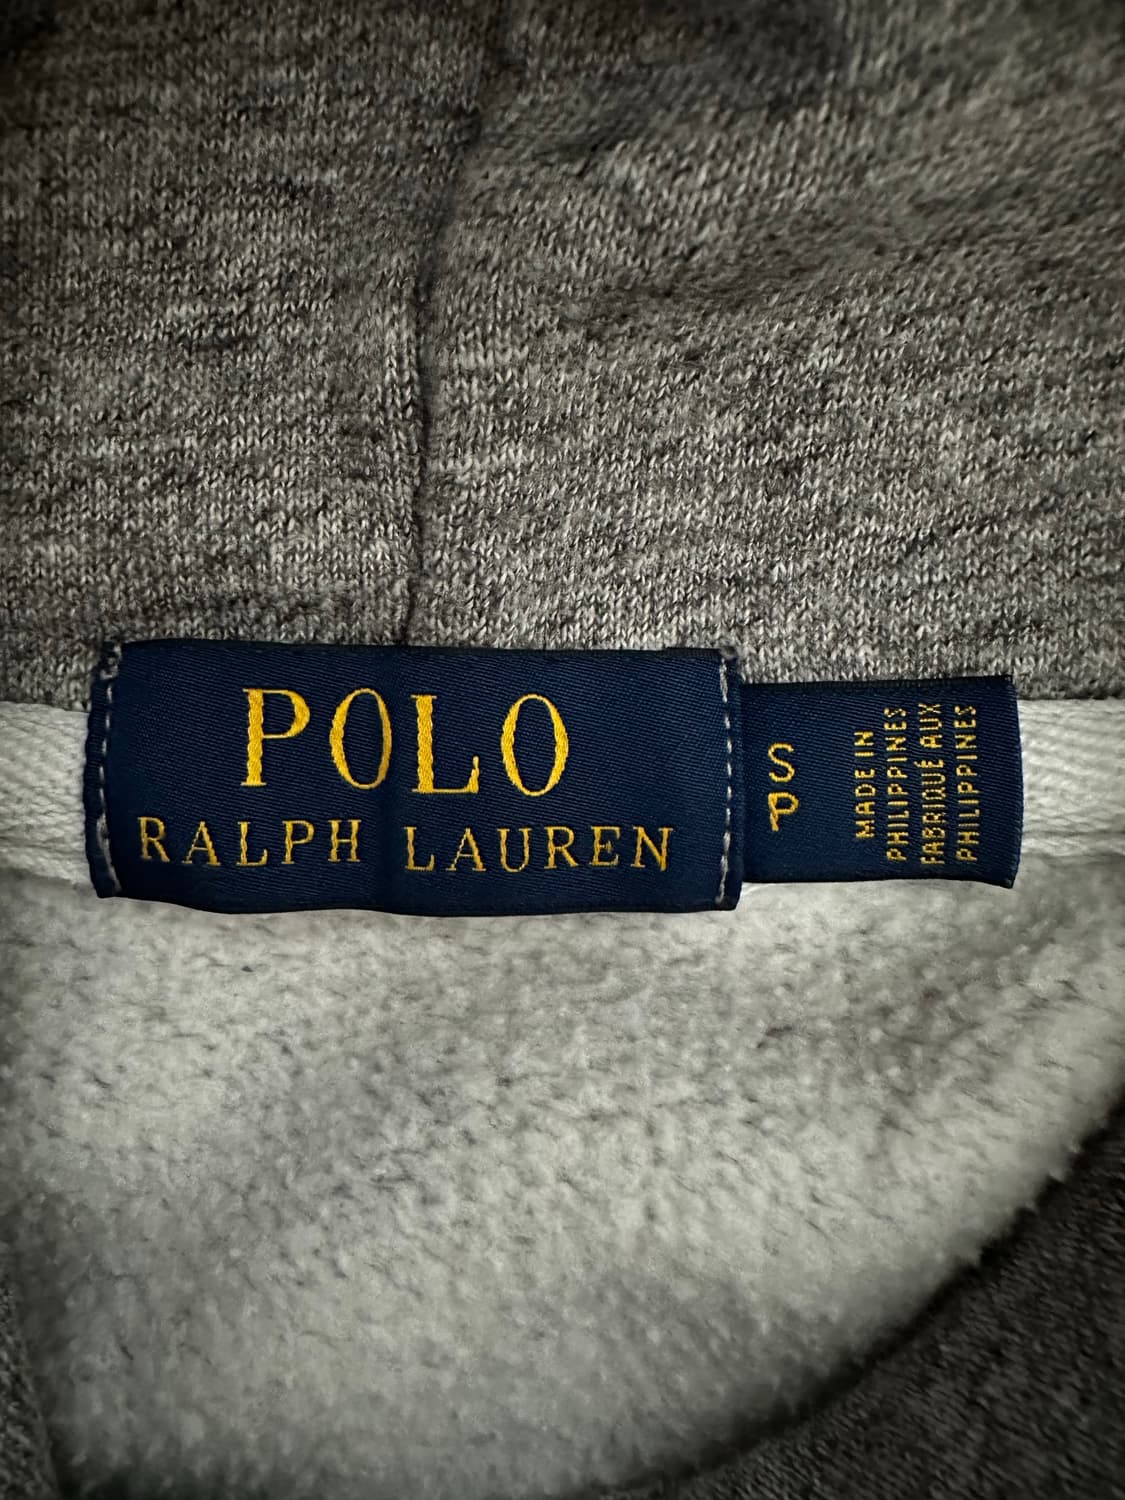 POLO
RALPH LAUREN
S
P
MADE IN
PHILIPPINES
FABRIQUÉ AUX
PHILIPPINES